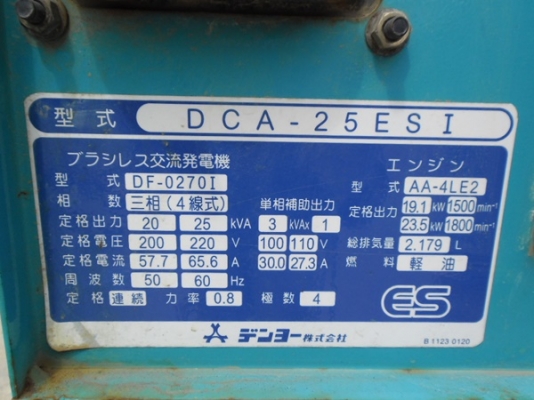 型式 DCA-25ESI
ブラシレス交流発電機
型式 DF-0270I
相数 三相(4線式) 単相補助出力
定格出力 20 25 kVA 3 kVAx 1
定格電圧 200 220 V 100 110 V
定格電流 57.7 65.6 A 30.0 27.3 A
周波数 50 60 Hz
定格 連続 力率 0.8 極数 4
エンジン
型式 AA-4LE2
定格出力 19.1 kW 1500 min⁻¹
23.5 kW 1800 min⁻¹
総排気量 2.179 L
燃料 軽油
ES
デンヨー株式会社
B 1123 0120